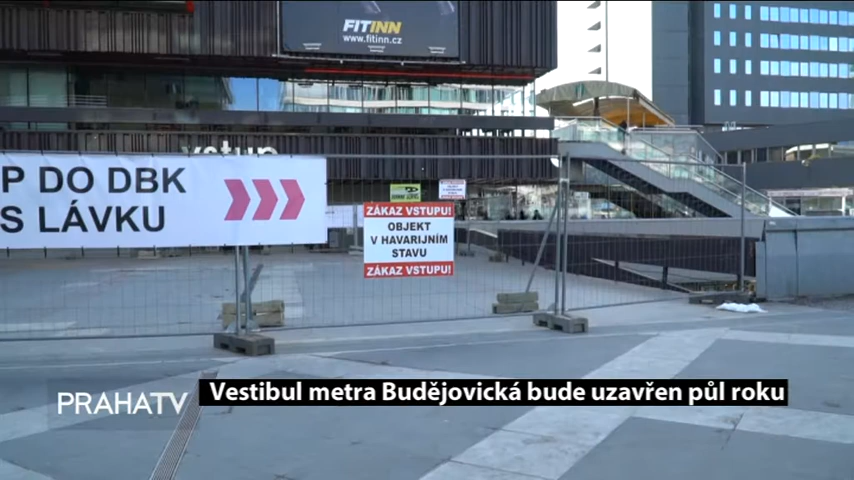 FITINN
www.fitinn.cz
vstup
P DO DBK
S LÁVKU
ZÁKAZ VSTUPU!
OBJEKT
V HAVARIJNÍM
STAVU
ZÁKAZ VSTUPU!
PRAHATV
Vestibul metra Budějovická bude uzavřen půl roku